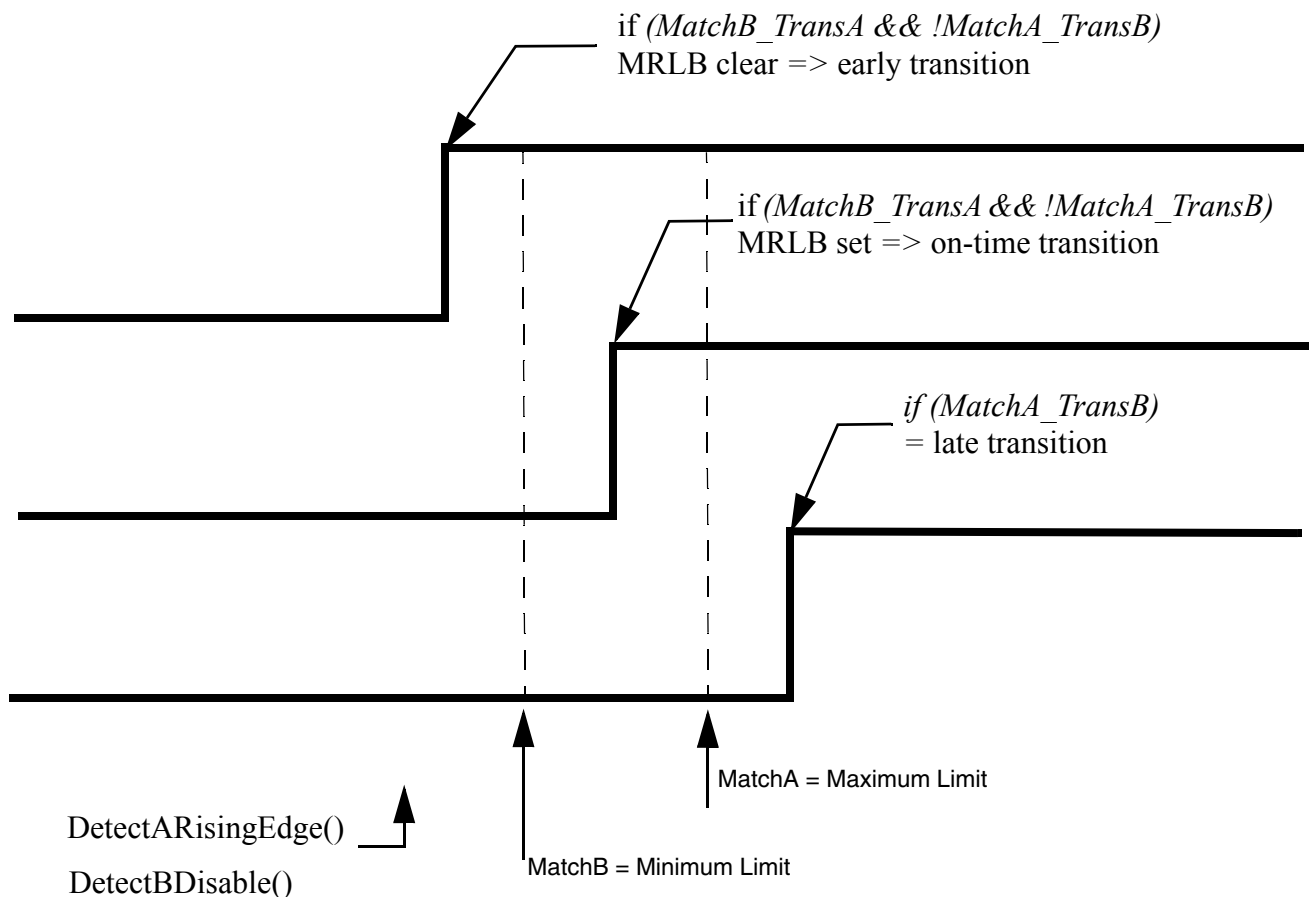 if (MatchB_TransA && !MatchA_TransB)
MRLB clear => early transition
if (MatchB_TransA && !MatchA_TransB)
MRLB set => on-time transition
if (MatchA_TransB)
= late transition
MatchA = Maximum Limit
DetectARisingEdge()
MatchB = Minimum Limit
DetectBDisable()